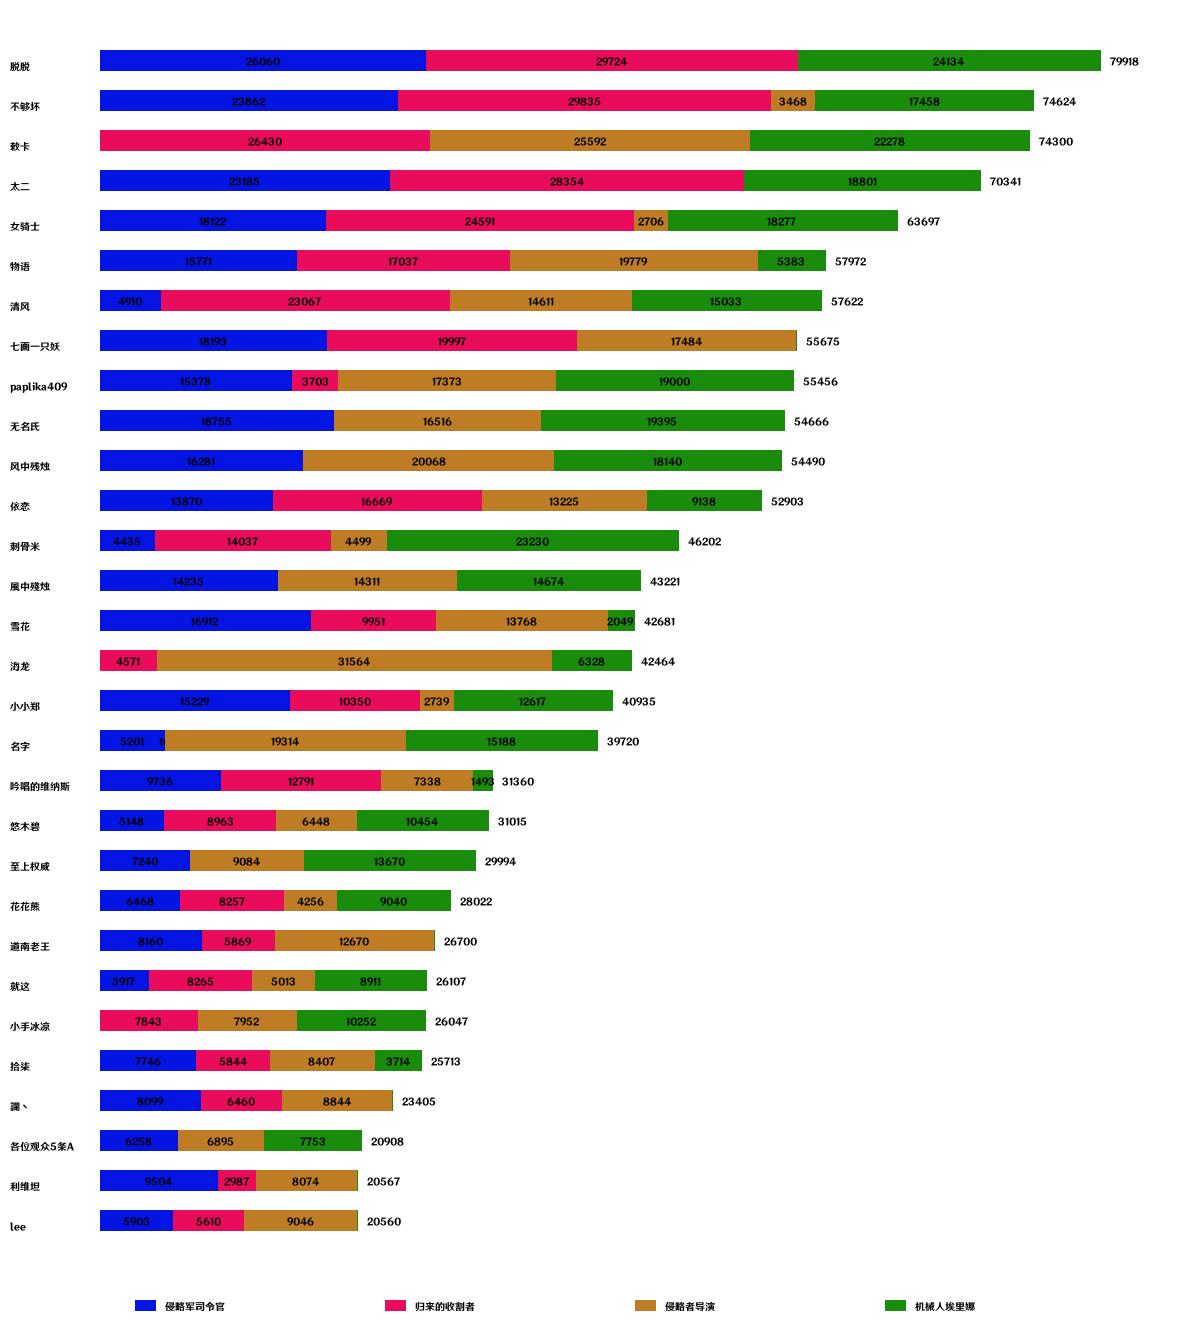 脱脱 26060 29724 24134 79918
不够坏 23862 29835 3468 17458 74624
敕卡 26430 25592 22278 74300
太二 23185 28354 18801 70341
女骑士 18122 24591 2706 18277 63697
物语 15771 17037 19779 5383 57972
清风 4910 23067 14611 15033 57622
七画一只妖 18193 19997 17484 55675
paplika409 15378 3703 17373 19000 55456
无名氏 18755 16516 19395 54666
风中残烛 16281 20068 18140 54490
依恋 13870 16669 13225 9138 52903
刺骨米 4435 14037 4499 23230 46202
風中殘烛 14235 14311 14674 43221
雪花 16912 9951 13768 2049 42681
海龙 4571 31564 6328 42464
小小郑 15229 10350 2739 12617 40935
名字 5201 19314 15188 39720
吟唱的维纳斯 9736 12791 7338 1493 31360
悠木碧 5148 8963 6448 10454 31015
至上权威 7240 9084 13670 29994
花花熊 6468 8257 4256 9040 28022
道南老王 8160 5869 12670 26700
就这 3917 8265 5013 8911 26107
小手冰凉 7843 7952 10252 26047
拾柒 7746 5844 8407 3714 25713
丶 8099 6460 8844 23405
各位观众5条A 6258 6895 7753 20908
利维坦 9504 2987 8074 20567
lee 5903 5610 9046 20560
侵略军司令官 归来的收割者 侵略者导演 机械人埃里娜